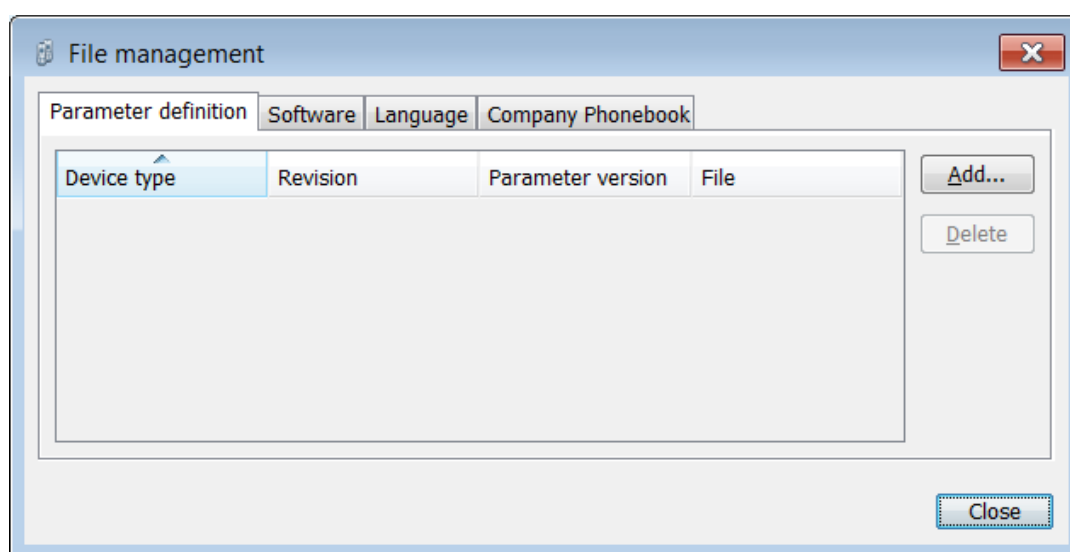 File management
Parameter definition Software Language Company Phonebook
Device type Revision Parameter version File
Add...
Delete
Close